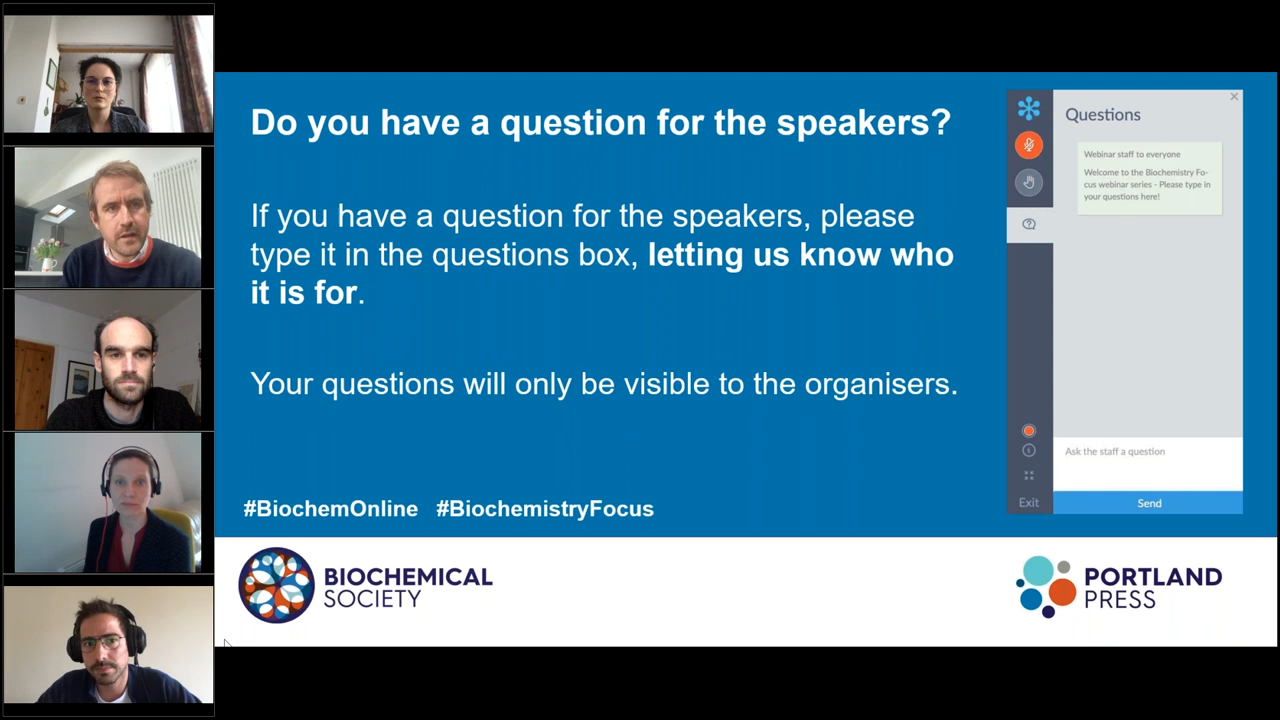 Do you have a question for the speakers?
If you have a question for the speakers, please
type it in the questions box, letting us know who
it is for.
Your questions will only be visible to the organisers.
#BiochemOnline #BiochemistryFocus
Questions
Webinar staff to everyone
Welcome to the Biochemistry Fo-
cus webinar series - Please type in
your questions here!
Ask the staff a question
Exit
Send
BIOCHEMICAL
SOCIETY
PORTLAND
PRESS